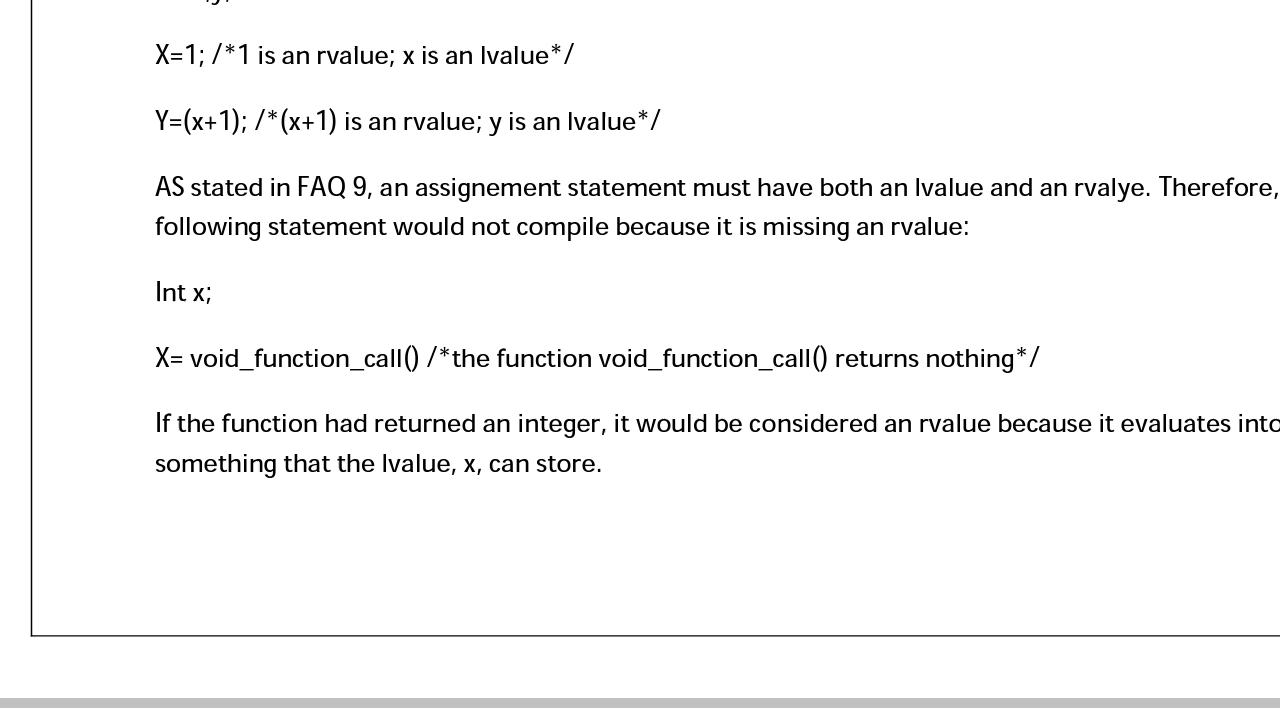 X=1; /*1 is an rvalue; x is an lvalue*/
Y=(x+1); /*(x+1) is an rvalue; y is an lvalue*/
AS stated in FAQ 9, an assignement statement must have both an lvalue and an rvalye. Therefore,
following statement would not compile because it is missing an rvalue:
Int x;
X= void_function_call() /*the function void_function_call() returns nothing*/
If the function had returned an integer, it would be considered an rvalue because it evaluates into
something that the lvalue, x, can store.